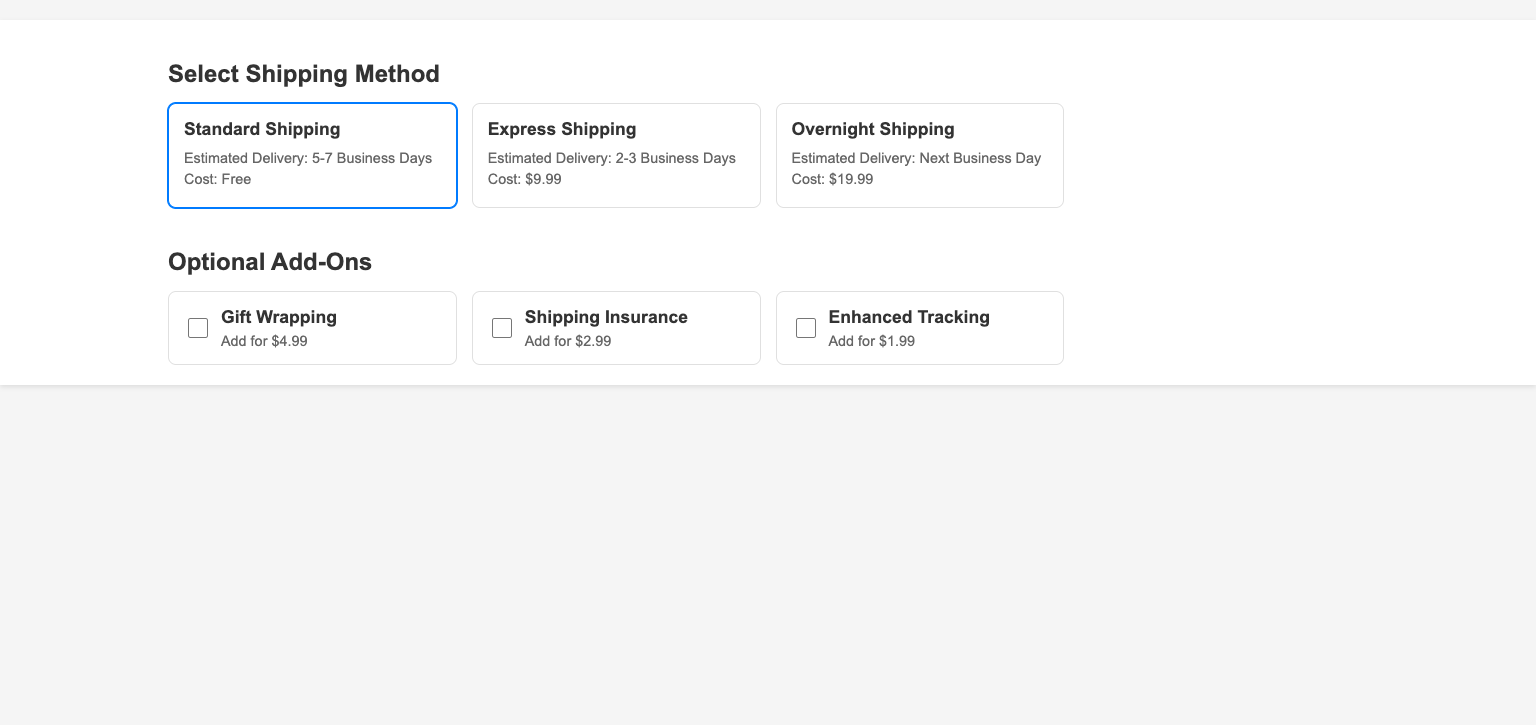 Select Shipping Method
Standard Shipping
Estimated Delivery: 5-7 Business Days
Cost: Free
Express Shipping
Estimated Delivery: 2-3 Business Days
Cost: $9.99
Overnight Shipping
Estimated Delivery: Next Business Day
Cost: $19.99
Optional Add-Ons
Gift Wrapping
Add for $4.99
Shipping Insurance
Add for $2.99
Enhanced Tracking
Add for $1.99